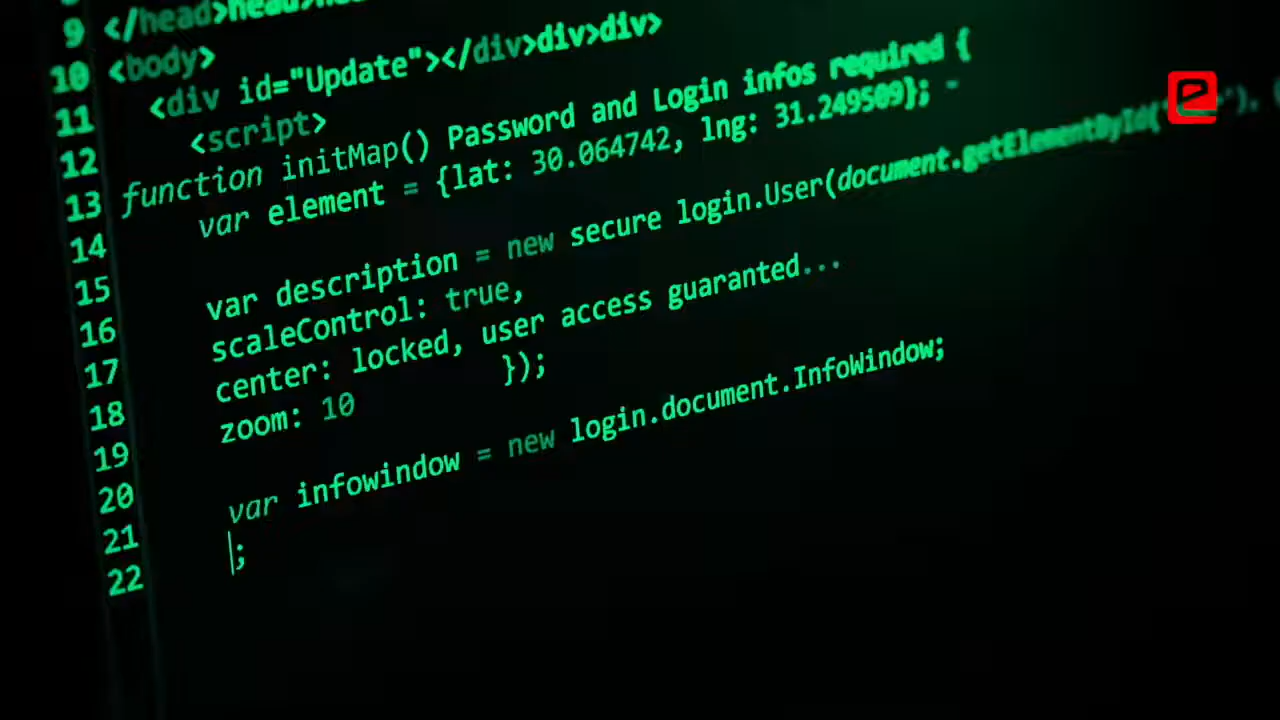 9 </head>head>
10 <body>
11 <div id="Update"></div>div>div>
12 <script>
13 function initMap() Password and Login infos required {
14 var element = {lat: 30.064742, lng: 31.249509}; -
15
16 var description = new secure login.User(document.getElementById(
17 scaleControl: true,
18 center: locked, user access guaranted...
19 zoom: 10 });
20
21 var infowindow = new login.document.InfoWindow;
22 ;